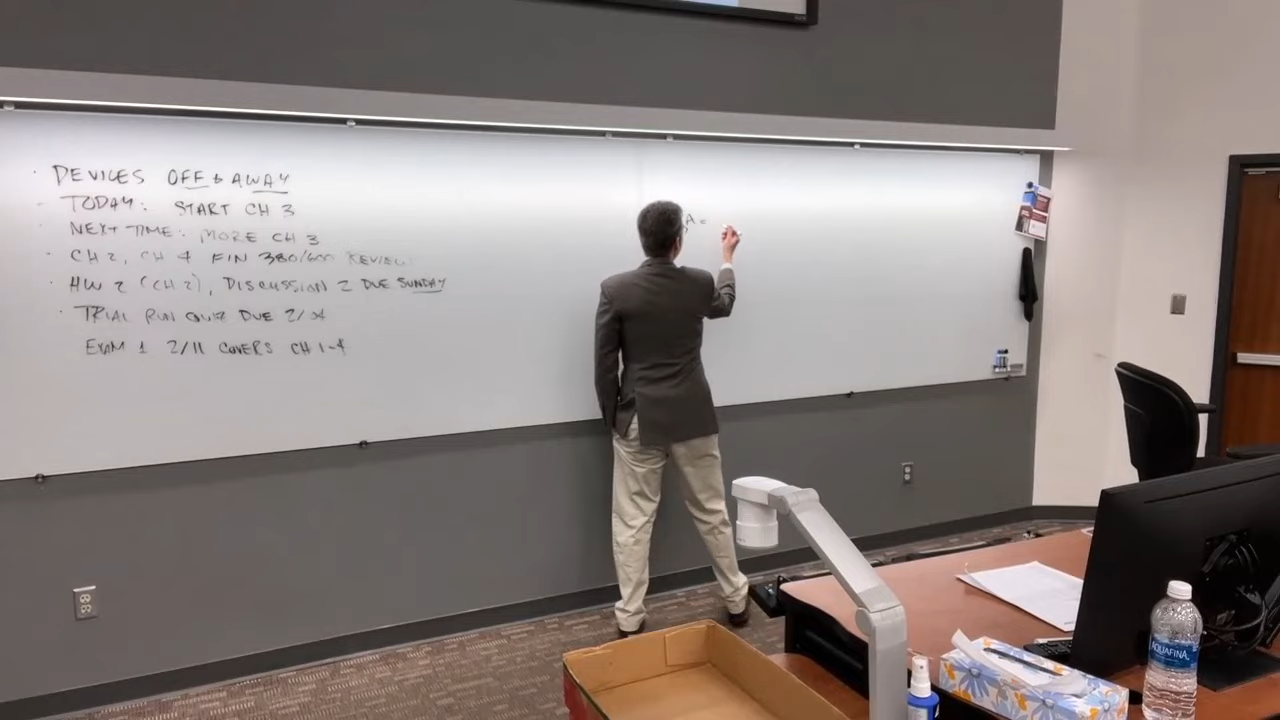 · DEVICES OFF & AWAY
- TODAY: START CH 3
- NEXT TIME: MORE CH 3
· CH 2, CH 4 FIN 380/600 REVIEW
· HW 2 (CH 2), DISCUSSION 2 DUE SUNDAY
· TRIAL RUN QUIZ DUE 2/04
EXAM 1 2/11 COVERS CH 1-4
A =
AQUAFINA